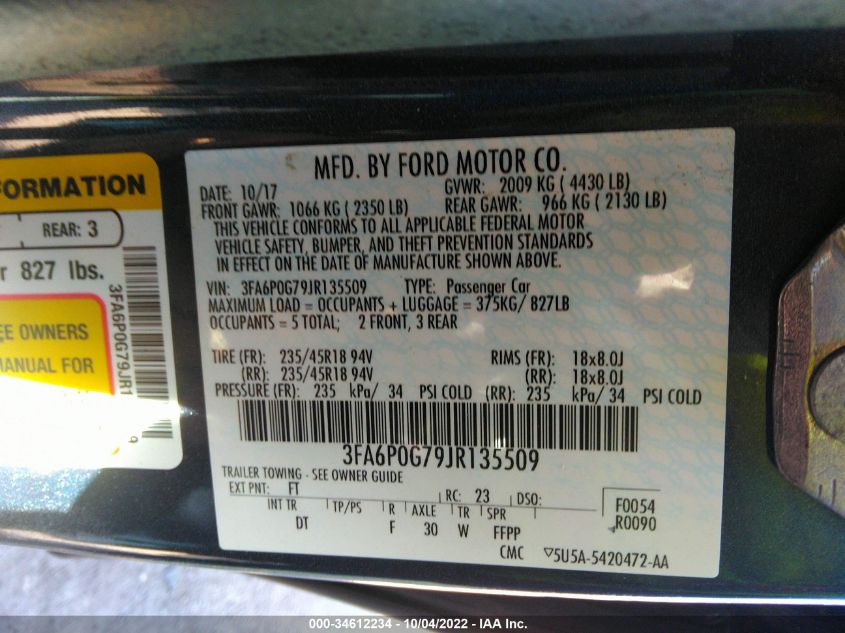 FORMATION
REAR: 3
r 827 lbs.
EE OWNERS
MANUAL FOR
3FA6P0G79JR1
9
MFD. BY FORD MOTOR CO.
DATE: 10/17 GVWR: 2009 KG ( 4430 LB)
FRONT GAWR: 1066 KG ( 2350 LB) REAR GAWR: 966 KG ( 2130 LB)
THIS VEHICLE CONFORMS TO ALL APPLICABLE FEDERAL MOTOR
VEHICLE SAFETY, BUMPER, AND THEFT PREVENTION STANDARDS
IN EFFECT ON THE DATE OF MANUFACTURE SHOWN ABOVE.
VIN: 3FA6P0G79JR135509 TYPE: Passenger Car
MAXIMUM LOAD = OCCUPANTS + LUGGAGE = 375KG/ 827LB
OCCUPANTS = 5 TOTAL; 2 FRONT, 3 REAR
TIRE (FR): 235/45R18 94V RIMS (FR): 18x8.0J
(RR): 235/45R18 94V (RR): 18x8.0J
PRESSURE (FR): 235 kPa/ 34 PSI COLD (RR): 235 kPa/ 34 PSI COLD
3FA6P0G79JR135509
TRAILER TOWING - SEE OWNER GUIDE
EXT PNT: FT RC: 23 DSO: F0054
INT TR TP/PS R AXLE TR SPR R0090
DT F 30 W FFPP
CMC ▽5U5A-5420472-AA
000-34612234 - 10/04/2022 - IAA Inc.